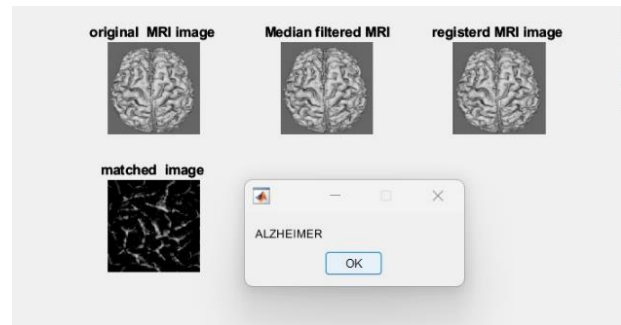 original MRI image
Median filtered MRI
registerd MRI image
matched image
ALZHEIMER
OK